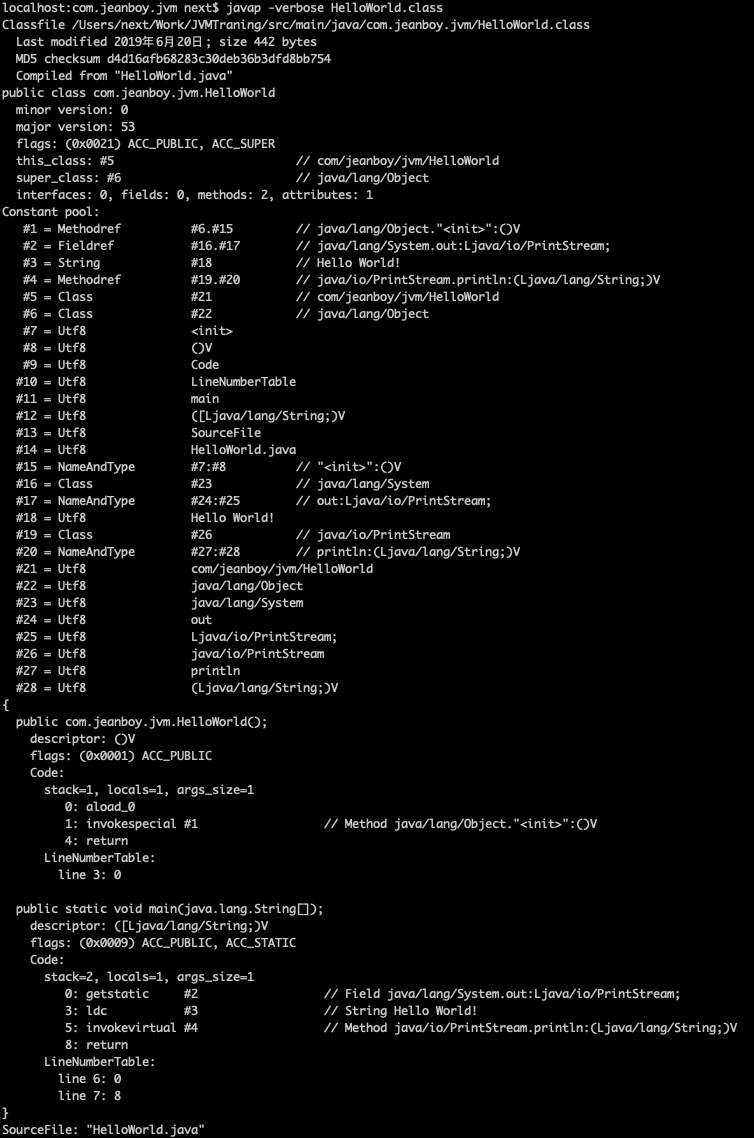 localhost:com.jeanboy.jvm next$ javap -verbose HelloWorld.class
Classfile /Users/next/Work/JVMTraning/src/main/java/com.jeanboy.jvm/HelloWorld.class
  Last modified 2019年6月20日; size 442 bytes
  MD5 checksum d4d16afb68283c30deb36b3dfd8bb754
  Compiled from "HelloWorld.java"
public class com.jeanboy.jvm.HelloWorld
  minor version: 0
  major version: 53
  flags: (0x0021) ACC_PUBLIC, ACC_SUPER
  this_class: #5                          // com/jeanboy/jvm/HelloWorld
  super_class: #6                         // java/lang/Object
  interfaces: 0, fields: 0, methods: 2, attributes: 1
Constant pool:
   #1 = Methodref          #6.#15         // java/lang/Object."<init>":()V
   #2 = Fieldref           #16.#17        // java/lang/System.out:Ljava/io/PrintStream;
   #3 = String             #18            // Hello World!
   #4 = Methodref          #19.#20        // java/io/PrintStream.println:(Ljava/lang/String;)V
   #5 = Class              #21            // com/jeanboy/jvm/HelloWorld
   #6 = Class              #22            // java/lang/Object
   #7 = Utf8               <init>
   #8 = Utf8               ()V
   #9 = Utf8               Code
  #10 = Utf8               LineNumberTable
  #11 = Utf8               main
  #12 = Utf8               ([Ljava/lang/String;)V
  #13 = Utf8               SourceFile
  #14 = Utf8               HelloWorld.java
  #15 = NameAndType        #7:#8          // "<init>":()V
  #16 = Class              #23            // java/lang/System
  #17 = NameAndType        #24:#25        // out:Ljava/io/PrintStream;
  #18 = Utf8               Hello World!
  #19 = Class              #26            // java/io/PrintStream
  #20 = NameAndType        #27:#28        // println:(Ljava/lang/String;)V
  #21 = Utf8               com/jeanboy/jvm/HelloWorld
  #22 = Utf8               java/lang/Object
  #23 = Utf8               java/lang/System
  #24 = Utf8               out
  #25 = Utf8               Ljava/io/PrintStream;
  #26 = Utf8               java/io/PrintStream
  #27 = Utf8               println
  #28 = Utf8               (Ljava/lang/String;)V
{
  public com.jeanboy.jvm.HelloWorld();
    descriptor: ()V
    flags: (0x0001) ACC_PUBLIC
    Code:
      stack=1, locals=1, args_size=1
         0: aload_0
         1: invokespecial #1                  // Method java/lang/Object."<init>":()V
         4: return
      LineNumberTable:
        line 3: 0

  public static void main(java.lang.String[]);
    descriptor: ([Ljava/lang/String;)V
    flags: (0x0009) ACC_PUBLIC, ACC_STATIC
    Code:
      stack=2, locals=1, args_size=1
         0: getstatic     #2                  // Field java/lang/System.out:Ljava/io/PrintStream;
         3: ldc           #3                  // String Hello World!
         5: invokevirtual #4                  // Method java/io/PrintStream.println:(Ljava/lang/String;)V
         8: return
      LineNumberTable:
        line 6: 0
        line 7: 8
}
SourceFile: "HelloWorld.java"